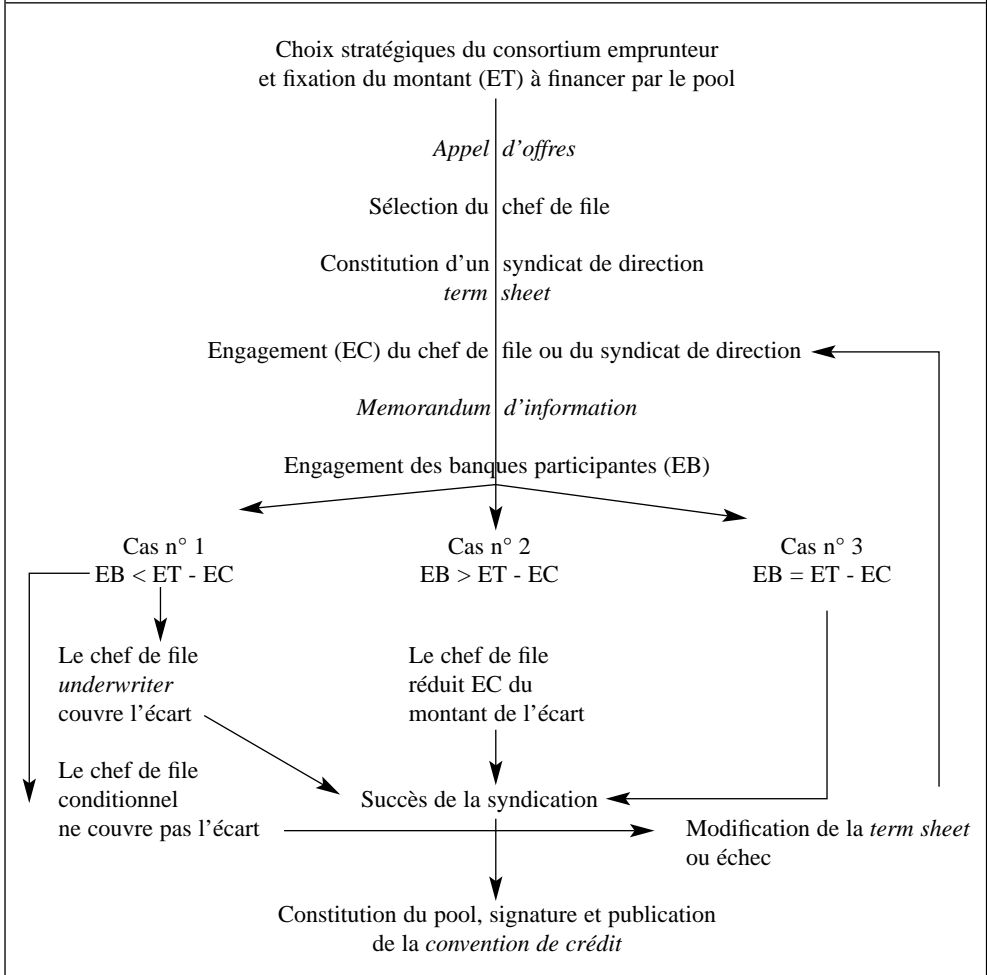 Choix stratégiques du consortium emprunteur
et fixation du montant (ET) à financer par le pool
Appel d'offres
Sélection du chef de file
Constitution d'un syndicat de direction
term sheet
Engagement (EC) du chef de file ou du syndicat de direction
Memorandum d'information
Engagement des banques participantes (EB)
Cas n° 1
EB < ET - EC
Cas n° 2
EB > ET - EC
Cas n° 3
EB = ET - EC
Le chef de file
underwriter
couvre l'écart
Le chef de file
réduit EC du
montant de l'écart
Le chef de file
conditionnel
ne couvre pas l'écart
Succès de la syndication
Modification de la term sheet
ou échec
Constitution du pool, signature et publication
de la convention de crédit